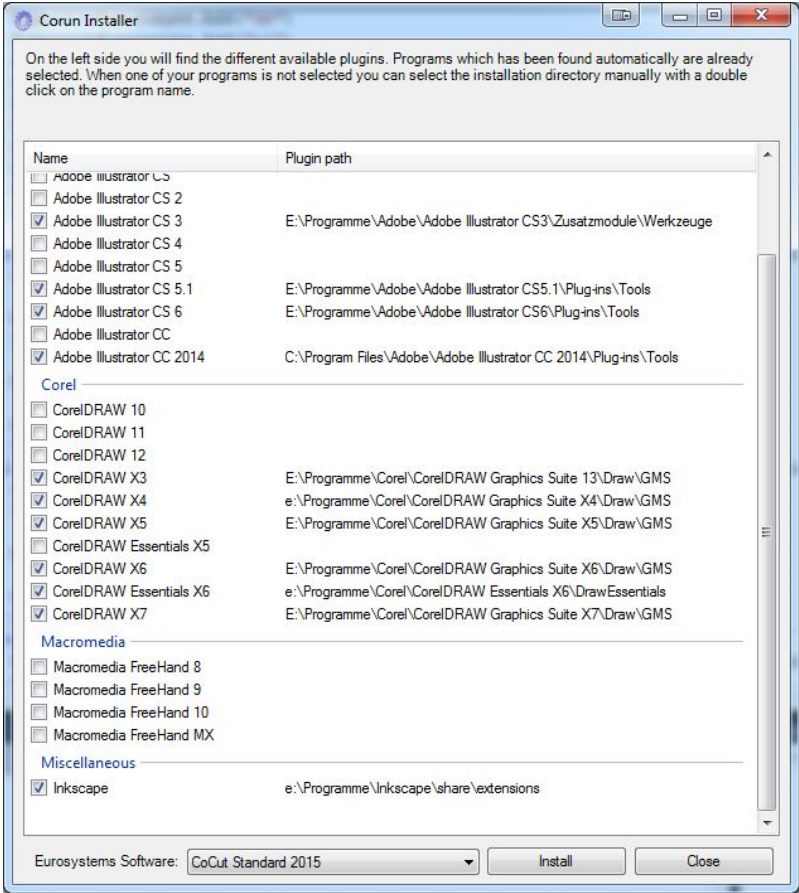 Corun Installer
On the left side you will find the different available plugins. Programs which has been found automatically are already
selected. When one of your programs is not selected you can select the installation directory manually with a double
click on the program name.
Name Plugin path
Adobe Illustrator CS
Adobe Illustrator CS 2
Adobe Illustrator CS 3 E:\Programme\Adobe\Adobe Illustrator CS3\Zusatzmodule\Werkzeuge
Adobe Illustrator CS 4
Adobe Illustrator CS 5
Adobe Illustrator CS 5.1 E:\Programme\Adobe\Adobe Illustrator CS5.1\Plug-ins\Tools
Adobe Illustrator CS 6 E:\Programme\Adobe\Adobe Illustrator CS6\Plug-ins\Tools
Adobe Illustrator CC
Adobe Illustrator CC 2014 C:\Program Files\Adobe\Adobe Illustrator CC 2014\Plug-ins\Tools
Corel
CorelDRAW 10
CorelDRAW 11
CorelDRAW 12
CorelDRAW X3 E:\Programme\Corel\CorelDRAW Graphics Suite 13\Draw\GMS
CorelDRAW X4 e:\Programme\Corel\CorelDRAW Graphics Suite X4\Draw\GMS
CorelDRAW X5 E:\Programme\Corel\CorelDRAW Graphics Suite X5\Draw\GMS
CorelDRAW Essentials X5
CorelDRAW X6 E:\Programme\Corel\CorelDRAW Graphics Suite X6\Draw\GMS
CorelDRAW Essentials X6 e:\Programme\Corel\CorelDRAW Essentials X6\DrawEssentials
CorelDRAW X7 E:\Programme\Corel\CorelDRAW Graphics Suite X7\Draw\GMS
Macromedia
Macromedia FreeHand 8
Macromedia FreeHand 9
Macromedia FreeHand 10
Macromedia FreeHand MX
Miscellaneous
Inkscape e:\Programme\Inkscape\share\extensions
Eurosystems Software: CoCut Standard 2015 Install Close